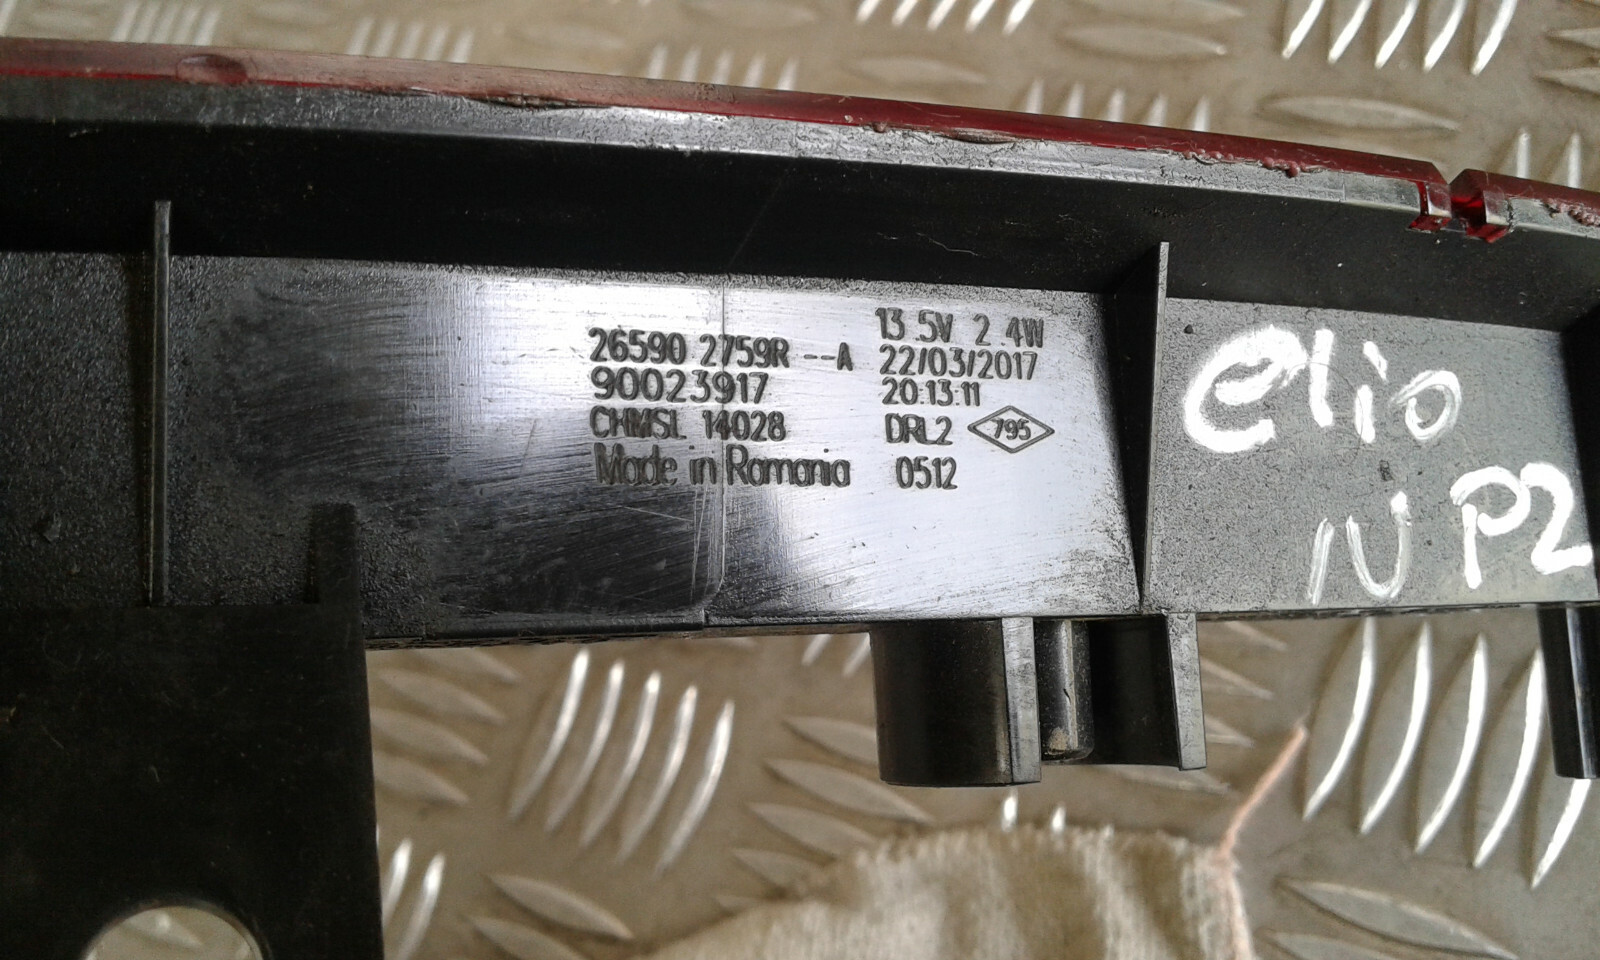 26590 2759R --A
90023917
CHMSL 14028
Made in Romania
13.5V 2.4W
22/03/2017
20:13:11
DRL2 795
0512
Clio
N P2